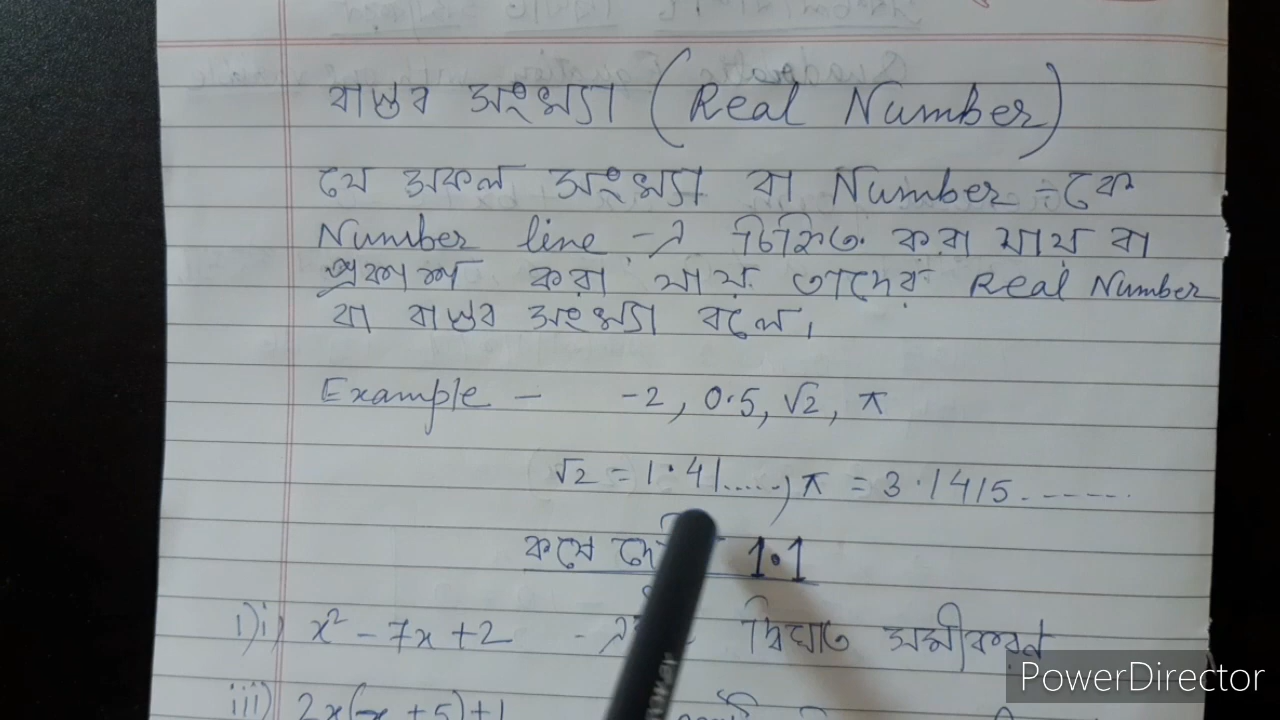 বাস্তব সংখ্যা (Real Number)
যে সকল সংখ্যা বা Number -কে
Number line -এ চিহ্নিত করা যায় বা
প্রকাশ করা যায় তাদের Real Number
বা বাস্তব সংখ্যা বলে।
Example - -2, 0.5, √2, π
√2 = 1.41....., π = 3.1415.------
কষে 1.1
1)i) x² - 7x + 2 দ্বিঘাত সমীকরণ
iii) 2x(-x + 5) + 1
PowerDirector